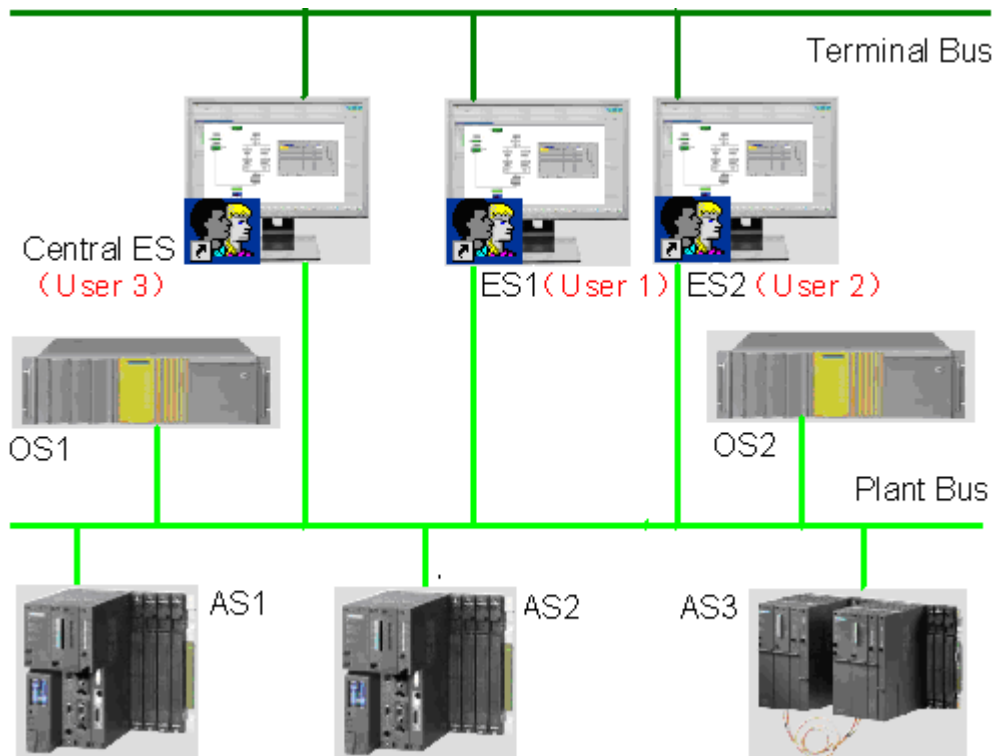 Terminal Bus
Central ES
（User 3）
ES1（User 1）
ES2（User 2）
OS1
OS2
Plant Bus
AS1
AS2
AS3